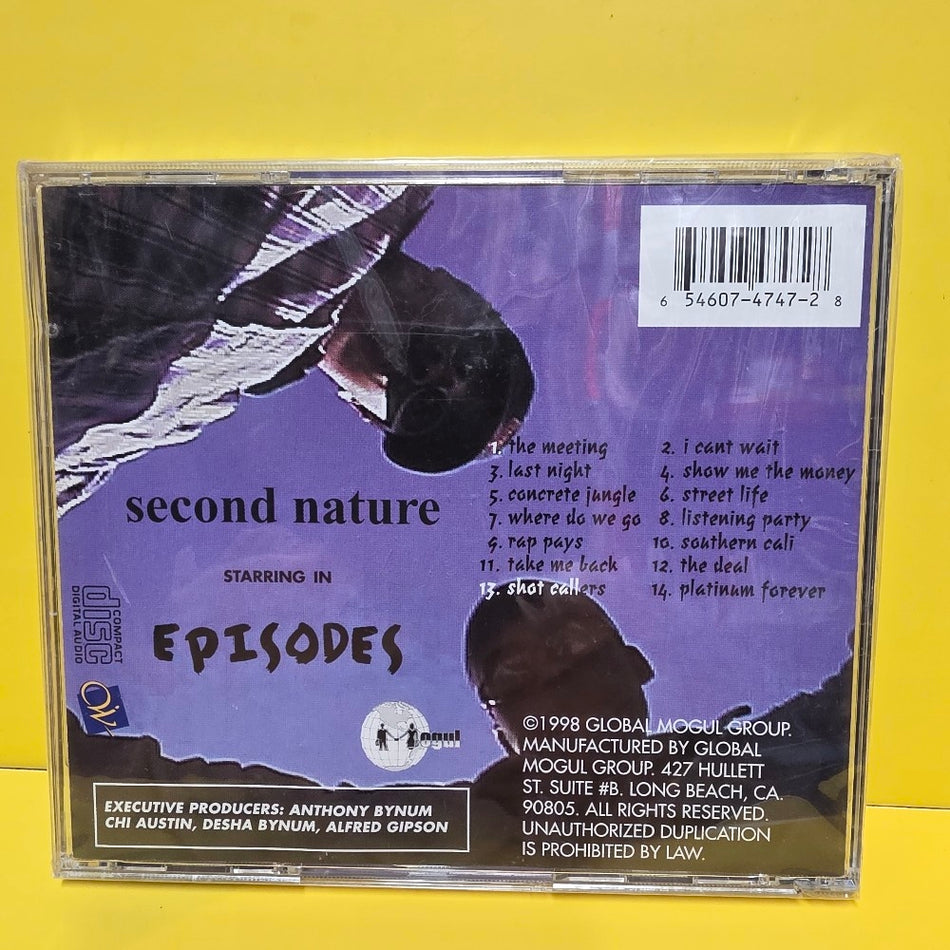 6 54607-4747-2 8
1. the meeting 2. i cant wait
3. last night 4. show me the money
5. concrete jungle 6. street life
7. where do we go 8. listening party
9. rap pays 10. southern cali
11. take me back 12. the deal
13. shot callers 14. platinum forever
second nature
STARRING IN
EPISODES
COMPACT
disc
DIGITAL AUDIO
EXECUTIVE PRODUCERS: ANTHONY BYNUM
CHI AUSTIN, DESHA BYNUM, ALFRED GIPSON
©1998 GLOBAL MOGUL GROUP.
MANUFACTURED BY GLOBAL
MOGUL GROUP. 427 HULLETT
ST. SUITE #B. LONG BEACH, CA.
90805. ALL RIGHTS RESERVED.
UNAUTHORIZED DUPLICATION
IS PROHIBITED BY LAW.